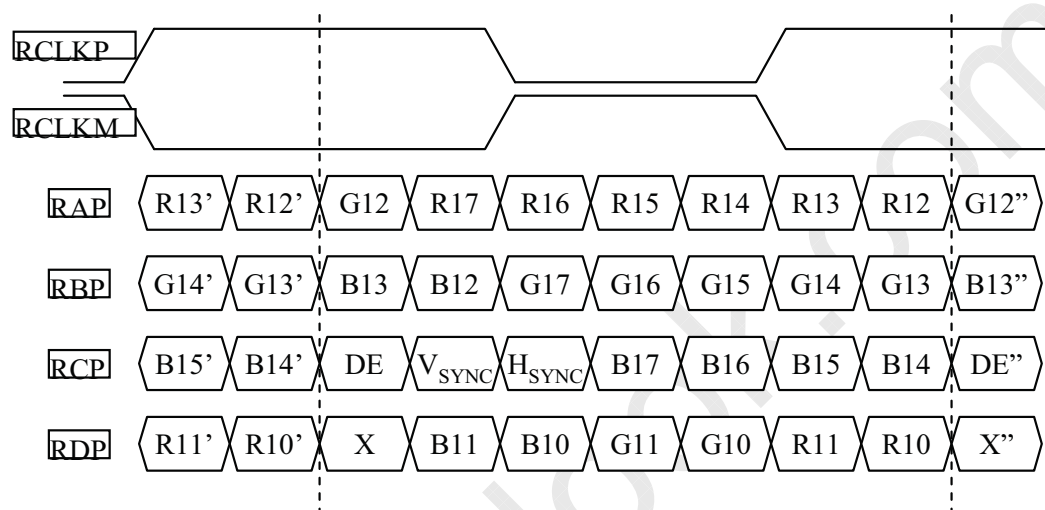 RCLKP
RCLKM
RAP R13’ R12’ G12 R17 R16 R15 R14 R13 R12 G12”
RBP G14’ G13’ B13 B12 G17 G16 G15 G14 G13 B13”
RCP B15’ B14’ DE VSYNC HSYNC B17 B16 B15 B14 DE”
RDP R11’ R10’ X B11 B10 G11 G10 R11 R10 X”